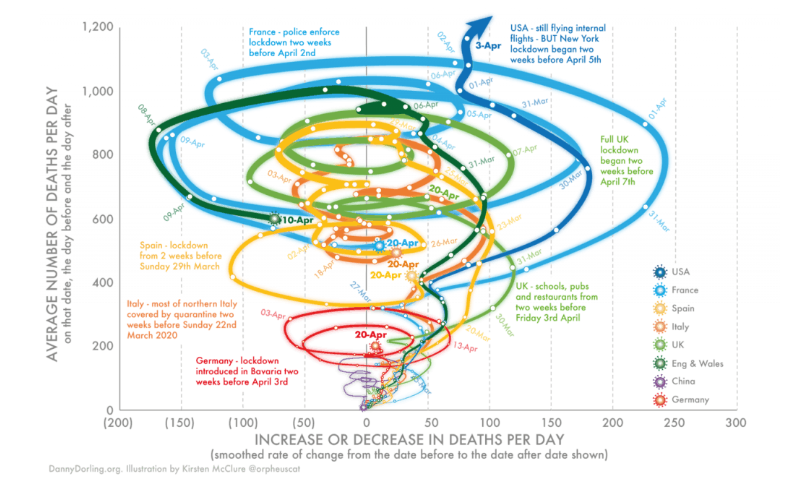 1,200
1,000
800
600
400
200
0
AVERAGE NUMBER OF DEATHS PER DAY
on that date, the day before and the day after
France - police enforce
lockdown two weeks
before April 2nd
USA - still flying internal
flights - BUT New York
lockdown began two
weeks before April 5th
3-Apr
02-Apr
03-Apr
06-Apr
01-Apr
05-Apr
31-Mar
06-Apr
01-Apr
08-Apr
09-Apr
Full UK
lockdown
began two
weeks before
April 7th
07-Apr
31-Mar
30-Mar
03-Apr
20-Apr
09-Apr
10-Apr
31-Mar
20-Apr
26-Mar
20-Apr
20-Apr
18-Apr
31-Mar
Spain - lockdown
from 2 weeks before
Sunday 29th March
27-Mar
UK - schools, pubs
and restaurants from
two weeks before
Friday 3rd April
Italy - most of northern Italy
covered by quarantine two
weeks before Sunday 22nd
March 2020
03-Apr
20-Mar
30-Mar
20-Apr
13-Apr
Germany - lockdown
introduced in Bavaria two
weeks before April 3rd
USA
France
Spain
Italy
UK
Eng & Wales
China
Germany
(200) (150) (100) (50) 0 50 100 150 200 250 300
INCREASE OR DECREASE IN DEATHS PER DAY
(smoothed rate of change from the date before to the date after date shown)
DannyDorling.org. Illustration by Kirsten McClure @orpheuscat